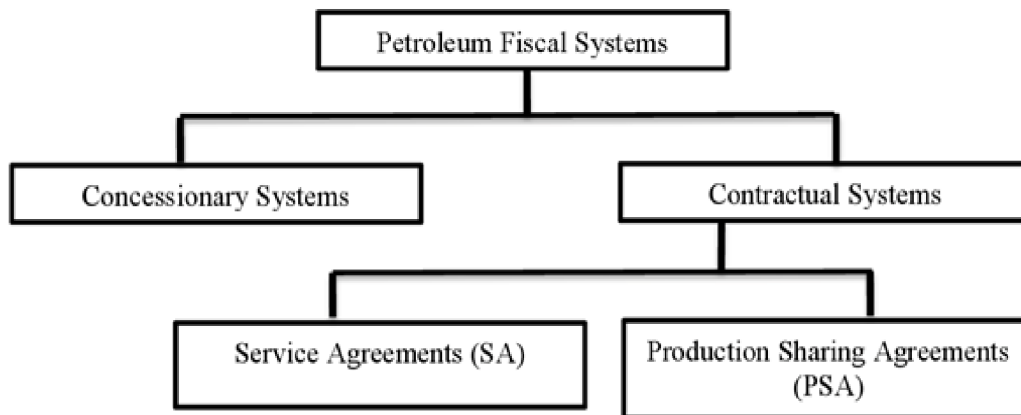 Petroleum Fiscal Systems
Concessionary Systems
Contractual Systems
Service Agreements (SA)
Production Sharing Agreements
(PSA)